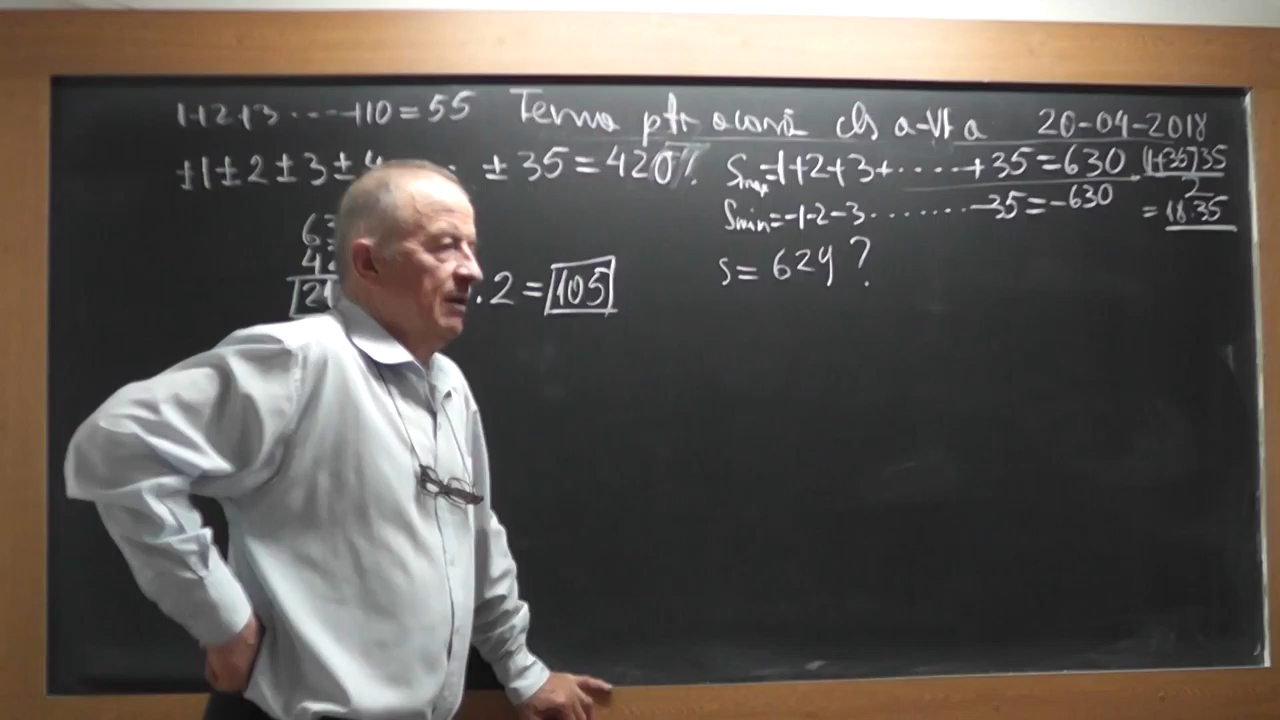 1+2+3.....+10=55 Tema ptr acasă cls a-VI a 20-04-2018
±1±2±3±4... ±35=420?
Smax=1+2+3+......+35=630 (1+35)35
2
Smin=-1-2-3........-35=-630 =18.35
S=629?
.2=105